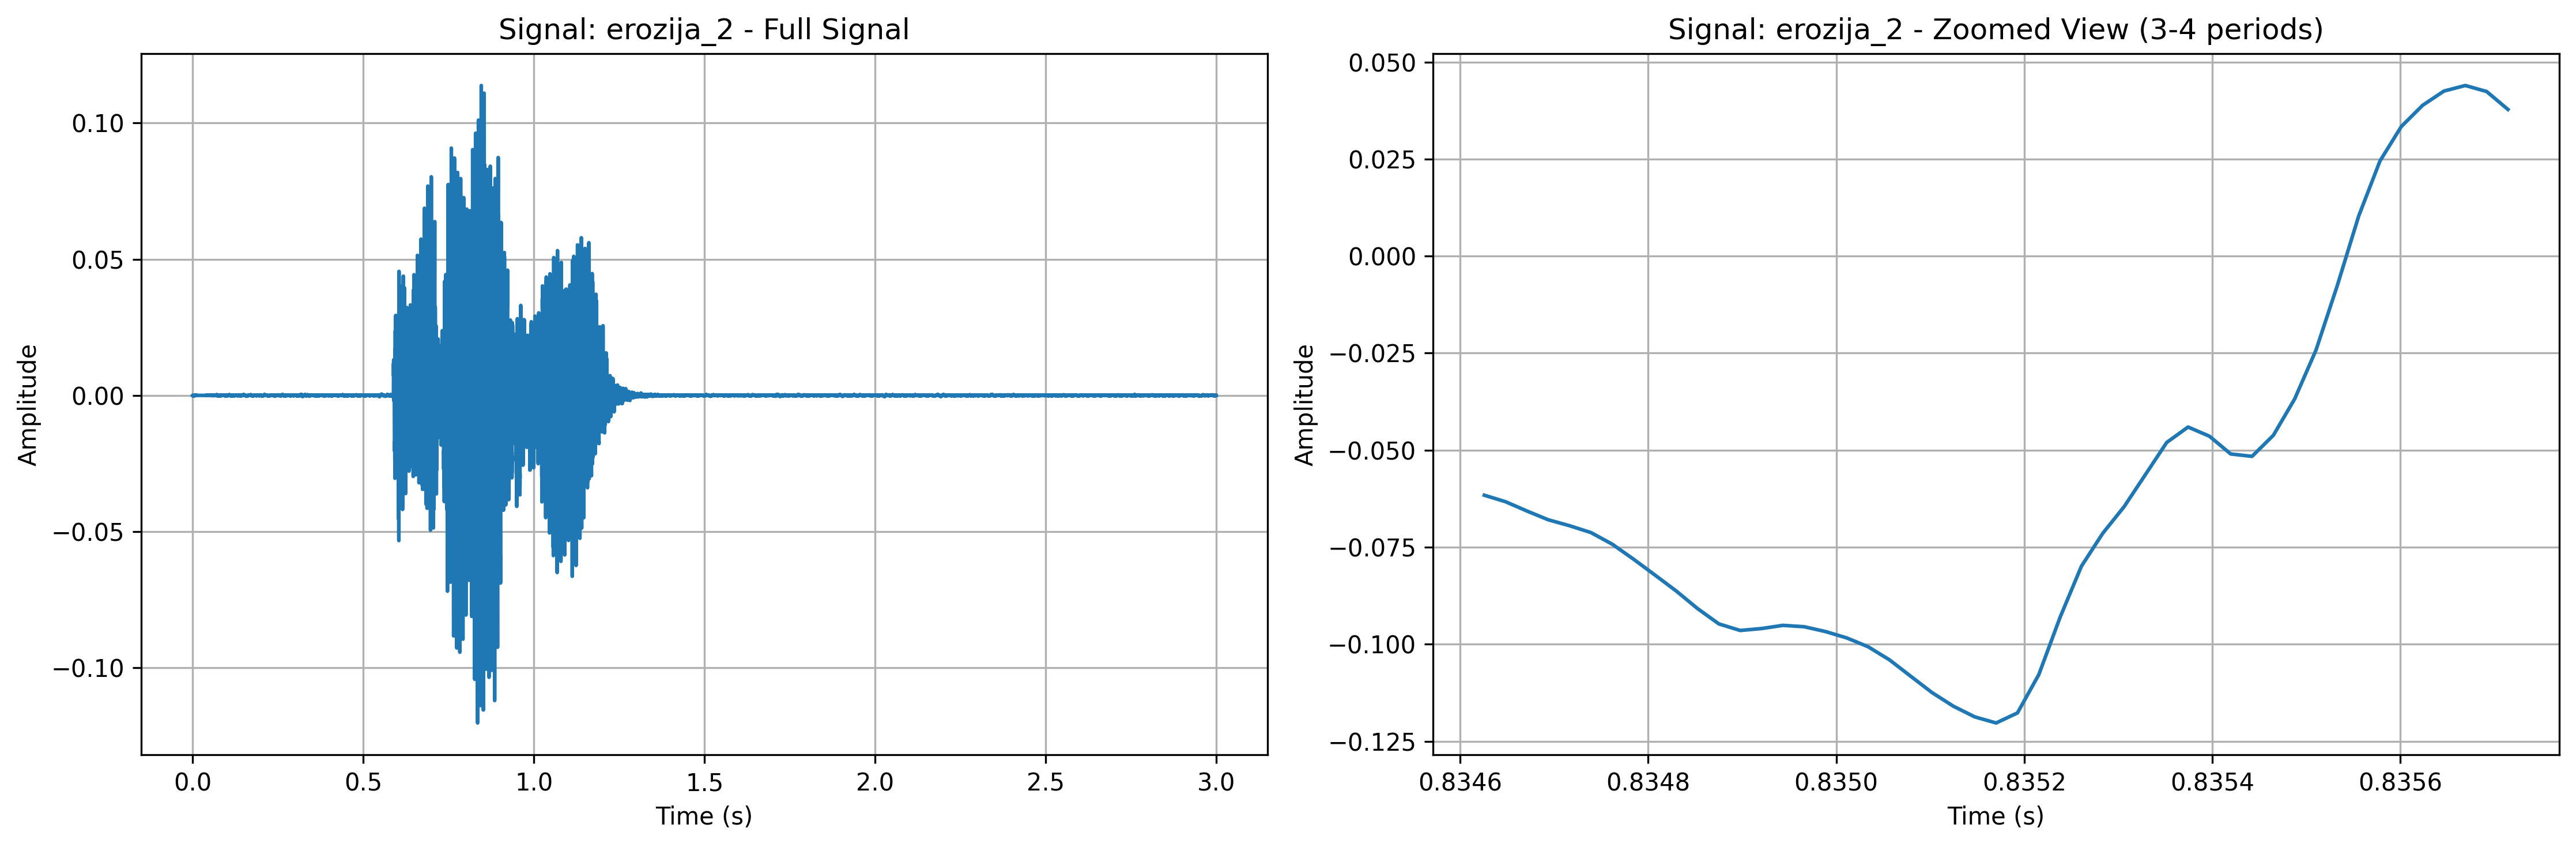 Signal: erozija_2 - Full Signal
Amplitude
0.10
0.05
0.00
−0.05
−0.10
0.0 0.5 1.0 1.5 2.0 2.5 3.0
Time (s)
Signal: erozija_2 - Zoomed View (3-4 periods)
Amplitude
0.050
0.025
0.000
−0.025
−0.050
−0.075
−0.100
−0.125
0.8346 0.8348 0.8350 0.8352 0.8354 0.8356
Time (s)